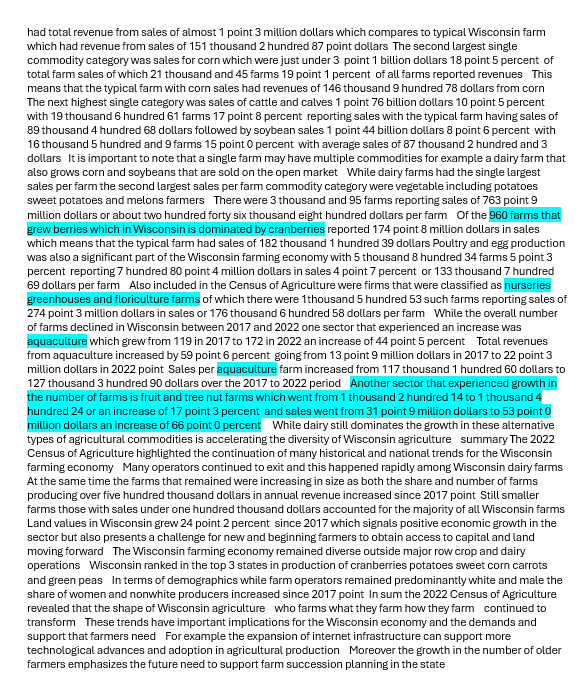 had total revenue from sales of almost 1 point 3 million dollars which compares to typical Wisconsin farm
which had revenue from sales of 151 thousand 2 hundred 87 point dollars The second largest single
commodity category was sales for corn which were just under 3 point 1 billion dollars 18 point 5 percent of
total farm sales of which 21 thousand and 45 farms 19 point 1 percent of all farms reported revenues This
means that the typical farm with corn sales had revenues of 146 thousand 9 hundred 78 dollars from corn
The next highest single category was sales of cattle and calves 1 point 76 billion dollars 10 point 5 percent
with 19 thousand 6 hundred 61 farms 17 point 8 percent reporting sales with the typical farm having sales of
89 thousand 4 hundred 68 dollars followed by soybean sales 1 point 44 billion dollars 8 point 6 percent with
16 thousand 5 hundred and 9 farms 15 point 0 percent with average sales of 87 thousand 2 hundred and 3
dollars It is important to note that a single farm may have multiple commodities for example a dairy farm that
also grows corn and soybeans that are sold on the open market While dairy farms had the single largest
sales per farm the second largest sales per farm commodity category were vegetable including potatoes
sweet potatoes and melons farmers There were 3 thousand and 95 farms reporting sales of 763 point 9
million dollars or about two hundred forty six thousand eight hundred dollars per farm Of the 960 farms that
grew berries which in Wisconsin is dominated by cranberries reported 174 point 8 million dollars in sales
which means that the typical farm had sales of 182 thousand 1 hundred 39 dollars Poultry and egg production
was also a significant part of the Wisconsin farming economy with 5 thousand 8 hundred 34 farms 5 point 3
percent reporting 7 hundred 80 point 4 million dollars in sales 4 point 7 percent or 133 thousand 7 hundred
69 dollars per farm Also included in the Census of Agriculture were firms that were classified as nurseries
greenhouses and floriculture farms of which there were 1thousand 5 hundred 53 such farms reporting sales of
274 point 3 million dollars in sales or 176 thousand 6 hundred 58 dollars per farm While the overall number
of farms declined in Wisconsin between 2017 and 2022 one sector that experienced an increase was
aquaculture which grew from 119 in 2017 to 172 in 2022 an increase of 44 point 5 percent Total revenues
from aquaculture increased by 59 point 6 percent going from 13 point 9 million dollars in 2017 to 22 point 3
million dollars in 2022 point Sales per aquaculture farm increased from 117 thousand 1 hundred 60 dollars to
127 thousand 3 hundred 90 dollars over the 2017 to 2022 period Another sector that experienced growth in
the number of farms is fruit and tree nut farms which went from 1 thousand 2 hundred 14 to 1 thousand 4
hundred 24 or an increase of 17 point 3 percent and sales went from 31 point 9 million dollars to 53 point 0
million dollars an increase of 66 point 0 percent While dairy still dominates the growth in these alternative
types of agricultural commodities is accelerating the diversity of Wisconsin agriculture summary The 2022
Census of Agriculture highlighted the continuation of many historical and national trends for the Wisconsin
farming economy Many operators continued to exit and this happened rapidly among Wisconsin dairy farms
At the same time the farms that remained were increasing in size as both the share and number of farms
producing over five hundred thousand dollars in annual revenue increased since 2017 point Still smaller
farms those with sales under one hundred thousand dollars accounted for the majority of all Wisconsin farms
Land values in Wisconsin grew 24 point 2 percent since 2017 which signals positive economic growth in the
sector but also presents a challenge for new and beginning farmers to obtain access to capital and land
moving forward The Wisconsin farming economy remained diverse outside major row crop and dairy
operations Wisconsin ranked in the top 3 states in production of cranberries potatoes sweet corn carrots
and green peas In terms of demographics while farm operators remained predominantly white and male the
share of women and nonwhite producers increased since 2017 point In sum the 2022 Census of Agriculture
revealed that the shape of Wisconsin agriculture who farms what they farm how they farm continued to
transform These trends have important implications for the Wisconsin economy and the demands and
support that farmers need For example the expansion of internet infrastructure can support more
technological advances and adoption in agricultural production Moreover the growth in the number of older
farmers emphasizes the future need to support farm succession planning in the state